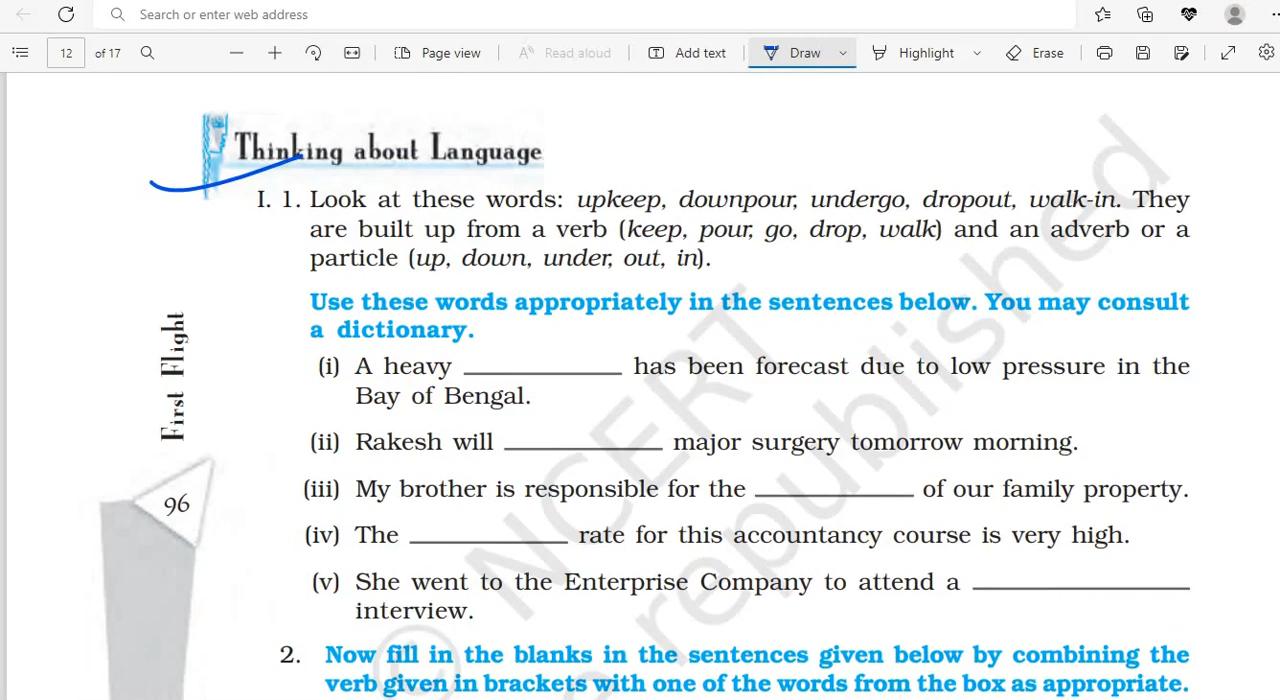 Search or enter web address
12 of 17 Page view Read aloud Add text Draw Highlight Erase
Thinking about Language
I. 1. Look at these words: upkeep, downpour, undergo, dropout, walk-in. They
are built up from a verb (keep, pour, go, drop, walk) and an adverb or a
particle (up, down, under, out, in).
Use these words appropriately in the sentences below. You may consult
a dictionary.
(i) A heavy ____________ has been forecast due to low pressure in the
Bay of Bengal.
(ii) Rakesh will ____________ major surgery tomorrow morning.
(iii) My brother is responsible for the ____________ of our family property.
(iv) The ____________ rate for this accountancy course is very high.
(v) She went to the Enterprise Company to attend a ________________
interview.
2. Now fill in the blanks in the sentences given below by combining the
verb given in brackets with one of the words from the box as appropriate.
First Flight
96
© NCERT
republished